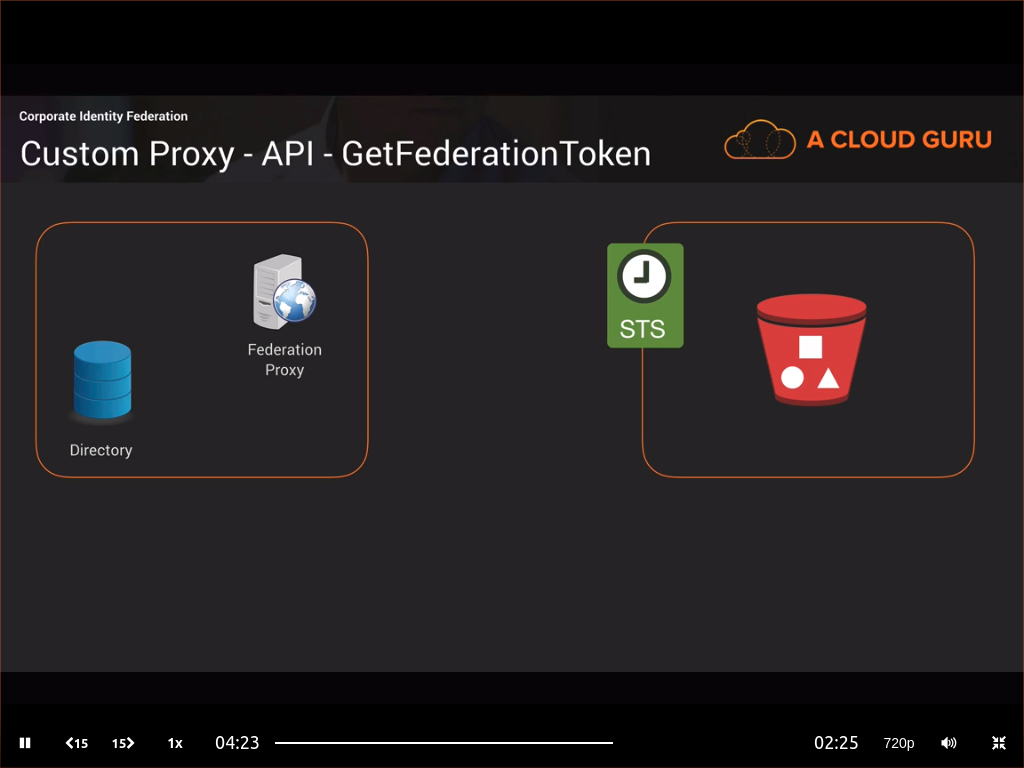 Corporate Identity Federation
Custom Proxy - API - GetFederationToken
A CLOUD GURU
STS
Federation
Proxy
Directory
15
15
1x
04:23
02:25
720p